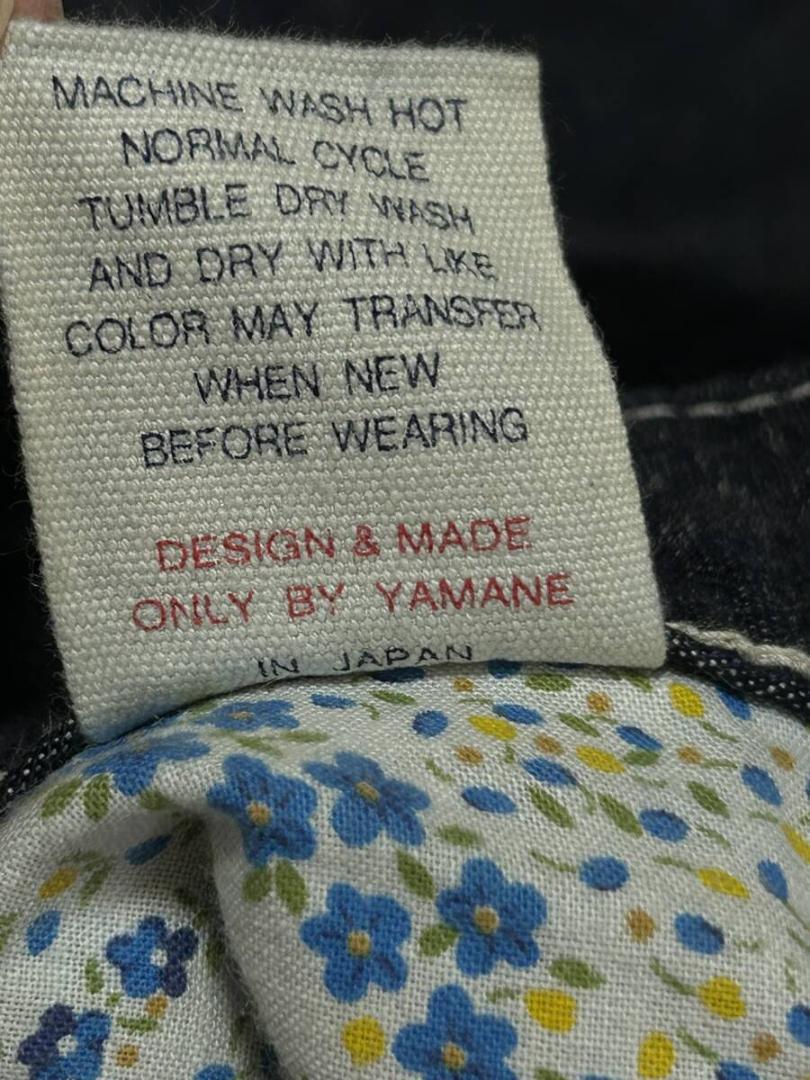 MACHINE WASH HOT
NORMAL CYCLE
TUMBLE DRY WASH
AND DRY WITH LIKE
COLOR MAY TRANSFER
WHEN NEW
BEFORE WEARING
DESIGN & MADE
ONLY BY YAMANE
IN JAPAN